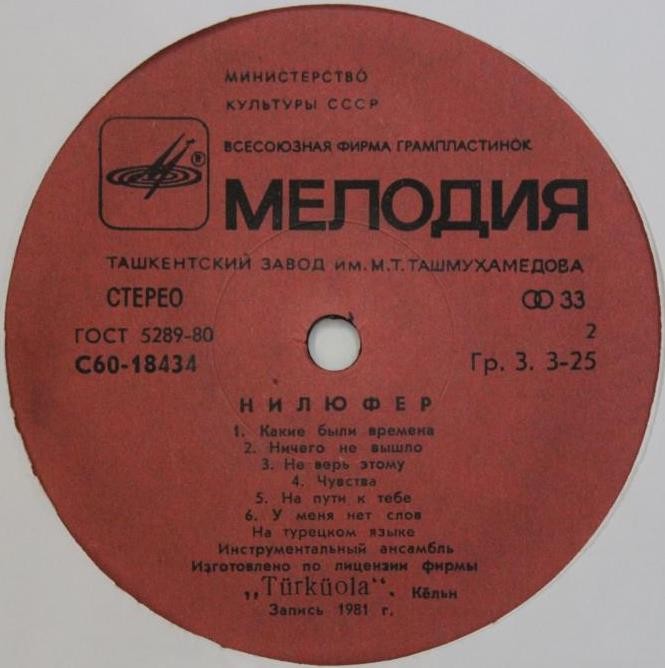 МИНИСТЕРСТВО
КУЛЬТУРЫ СССР
ВСЕСОЮЗНАЯ ФИРМА ГРАМПЛАСТИНОК
®
МЕЛОДИЯ
ТАШКЕНТСКИЙ ЗАВОД ИМ. М.Т. ТАШМУХАМЕДОВА
СТЕРЕО 33
ГОСТ 5289-80 2
С60-18434 Гр. 3. 3-25
НИЛЮФЕР
1. Какие были времена
2. Ничего не вышло
3. Не верь этому
4. Чувства
5. На пути к тебе
6. У меня нет слов
На турецком языке
Инструментальный ансамбль
Изготовлено по лицензии фирмы
„Türküola“. Кёльн
Запись 1981 г.